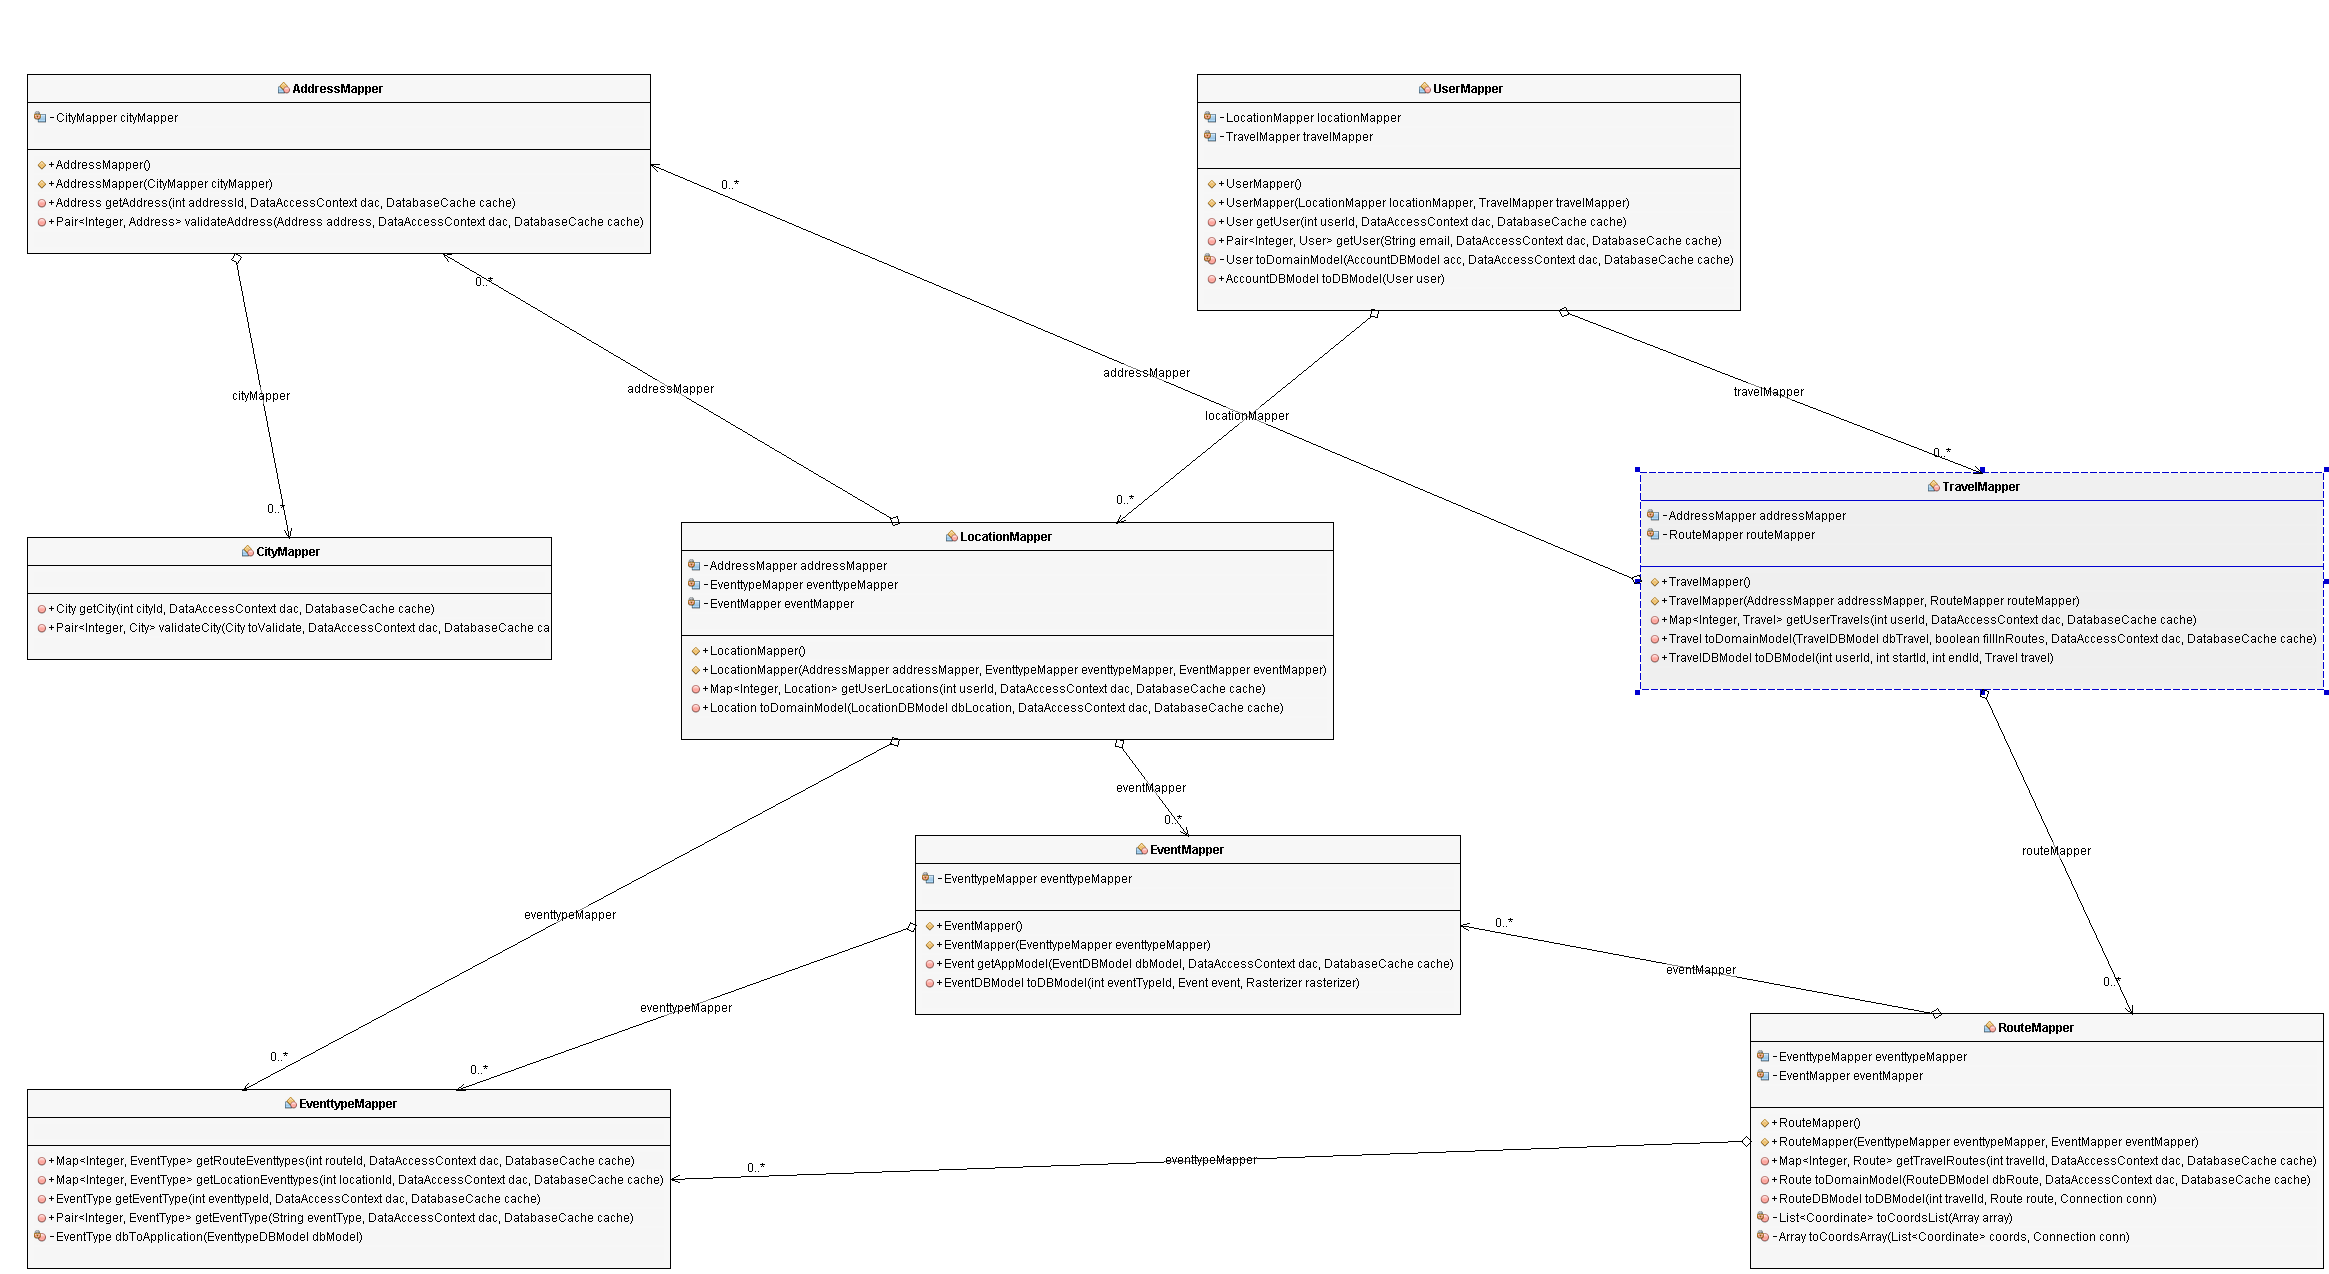 AddressMapper
-CityMapper cityMapper
+AddressMapper()
+AddressMapper(CityMapper cityMapper)
+Address getAddress(int addressId, DataAccessContext dac, DatabaseCache cache)
+Pair<Integer, Address> validateAddress(Address address, DataAccessContext dac, DatabaseCache cache)
UserMapper
-LocationMapper locationMapper
-TravelMapper travelMapper
+UserMapper()
+UserMapper(LocationMapper locationMapper, TravelMapper travelMapper)
+User getUser(int userId, DataAccessContext dac, DatabaseCache cache)
+Pair<Integer, User> getUser(String email, DataAccessContext dac, DatabaseCache cache)
-User toDomainModel(AccountDBModel acc, DataAccessContext dac, DatabaseCache cache)
+AccountDBModel toDBModel(User user)
0..*
0..*
addressMapper
addressMapper
cityMapper
locationMapper
travelMapper
0..*
0..*
0..*
CityMapper
+City getCity(int cityId, DataAccessContext dac, DatabaseCache cache)
+Pair<Integer, City> validateCity(City toValidate, DataAccessContext dac, DatabaseCache ca
LocationMapper
-AddressMapper addressMapper
-EventtypeMapper eventtypeMapper
-EventMapper eventMapper
+LocationMapper()
+LocationMapper(AddressMapper addressMapper, EventtypeMapper eventtypeMapper, EventMapper eventMapper)
+Map<Integer, Location> getUserLocations(int userId, DataAccessContext dac, DatabaseCache cache)
+Location toDomainModel(LocationDBModel dbLocation, DataAccessContext dac, DatabaseCache cache)
TravelMapper
-AddressMapper addressMapper
-RouteMapper routeMapper
+TravelMapper()
+TravelMapper(AddressMapper addressMapper, RouteMapper routeMapper)
+Map<Integer, Travel> getUserTravels(int userId, DataAccessContext dac, DatabaseCache cache)
+Travel toDomainModel(TravelDBModel dbTravel, boolean fillInRoutes, DataAccessContext dac, DatabaseCache cache)
+TravelDBModel toDBModel(int userId, int startId, int endId, Travel travel)
eventMapper
0..*
routeMapper
eventtypeMapper
EventMapper
-EventtypeMapper eventtypeMapper
+EventMapper()
+EventMapper(EventtypeMapper eventtypeMapper)
+Event getAppModel(EventDBModel dbModel, DataAccessContext dac, DatabaseCache cache)
+EventDBModel toDBModel(int eventTypeId, Event event, Rasterizer rasterizer)
0..*
eventMapper
0..*
eventtypeMapper
0..*
0..*
EventtypeMapper
+Map<Integer, EventType> getRouteEventtypes(int routeId, DataAccessContext dac, DatabaseCache cache)
+Map<Integer, EventType> getLocationEventtypes(int locationId, DataAccessContext dac, DatabaseCache cache)
+EventType getEventType(int eventtypeId, DataAccessContext dac, DatabaseCache cache)
+Pair<Integer, EventType> getEventType(String eventType, DataAccessContext dac, DatabaseCache cache)
-EventType dbToApplication(EventtypeDBModel dbModel)
0..*
eventtypeMapper
RouteMapper
-EventtypeMapper eventtypeMapper
-EventMapper eventMapper
+RouteMapper()
+RouteMapper(EventtypeMapper eventtypeMapper, EventMapper eventMapper)
+Map<Integer, Route> getTravelRoutes(int travelId, DataAccessContext dac, DatabaseCache cache)
+Route toDomainModel(RouteDBModel dbRoute, DataAccessContext dac, DatabaseCache cache)
+RouteDBModel toDBModel(int travelId, Route route, Connection conn)
-List<Coordinate> toCoordsList(Array array)
-Array toCoordsArray(List<Coordinate> coords, Connection conn)